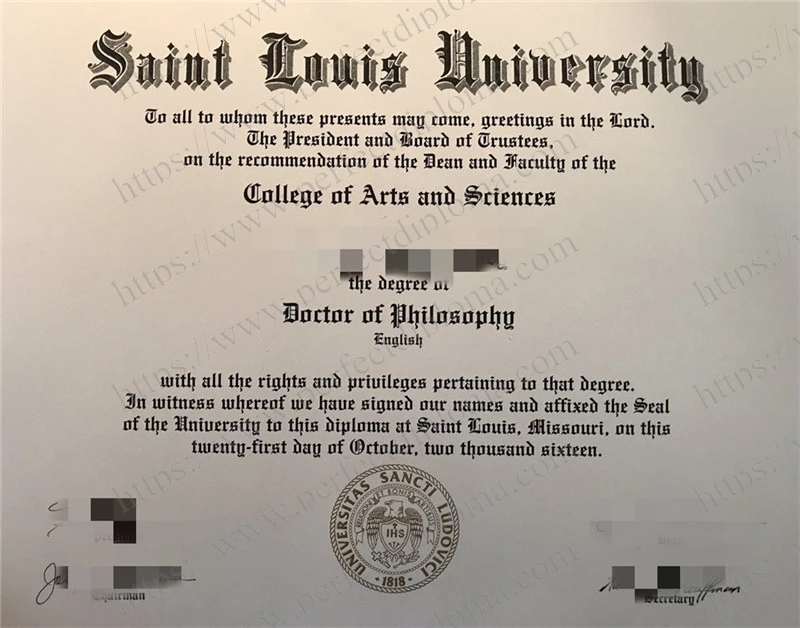 Saint Louis University
To all to whom these presents may come, greetings in the Lord.
The President and Board of Trustees,
on the recommendation of the Dean and Faculty of the
College of Arts and Sciences
the degree of
Doctor of Philosophy
English
with all the rights and privileges pertaining to that degree.
In witness whereof we have signed our names and affixed the Seal
of the University to this diploma at Saint Louis, Missouri, on this
twenty-first day of October, two thousand sixteen.
UNIVERSITAS SANCTI LUDOVICI
IHS
·1818·
Chairman
Secretary
https://www.perfectdiploma.com